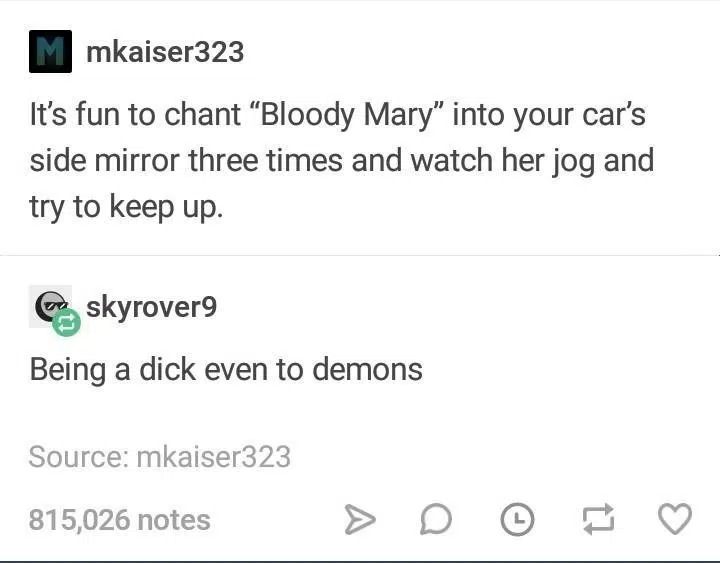 M mkaiser323
It's fun to chant “Bloody Mary” into your car's
side mirror three times and watch her jog and
try to keep up.
skyrover9
Being a dick even to demons
Source: mkaiser323
815,026 notes